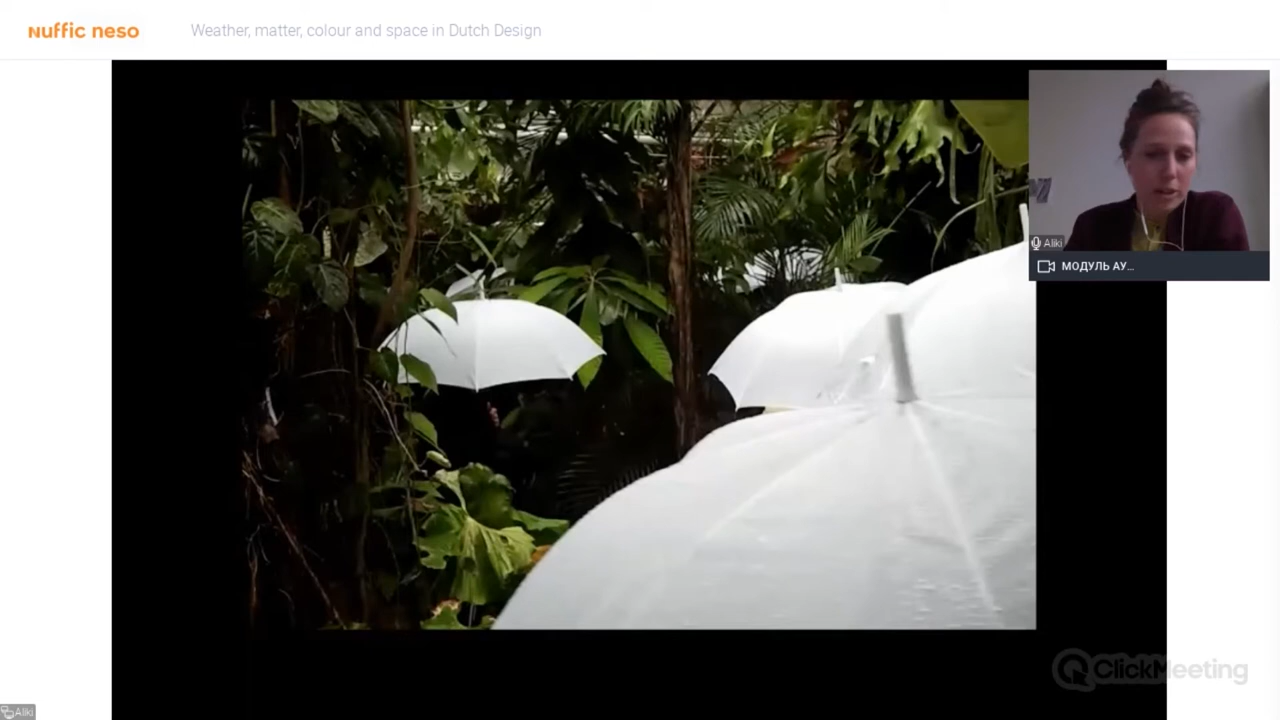 Nuffic neso
Weather, matter, colour and space in Dutch Design
Aliki
МОДУЛЬ АУ...
ClickMeeting
Aliki